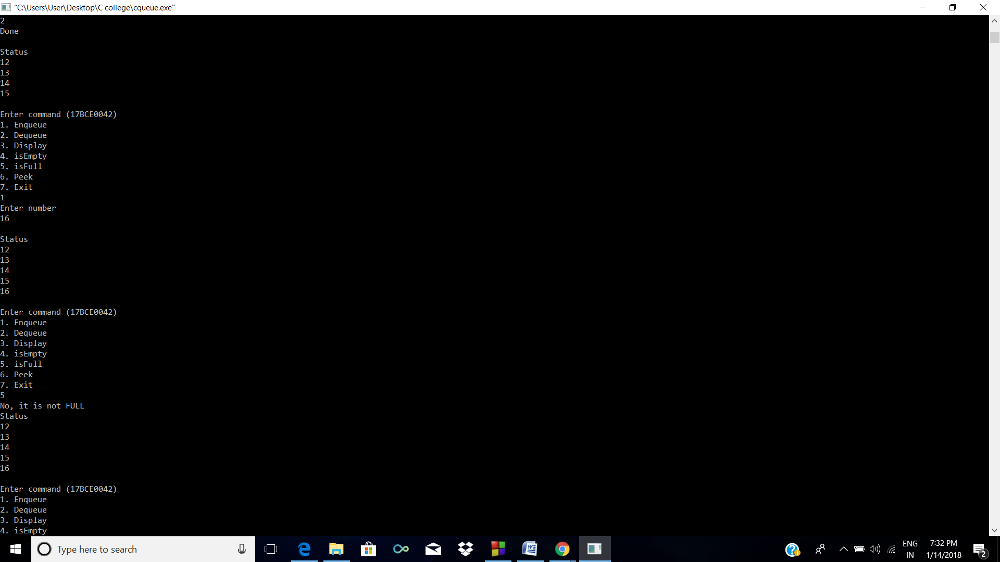 "C:\Users\User\Desktop\C college\cqueue.exe"
2
Done

Status
12
13
14
15

Enter command (17BCE0042)
1. Enqueue
2. Dequeue
3. Display
4. isEmpty
5. isFull
6. Peek
7. Exit
1
Enter number
16

Status
12
13
14
15
16

Enter command (17BCE0042)
1. Enqueue
2. Dequeue
3. Display
4. isEmpty
5. isFull
6. Peek
7. Exit
5
No, it is not FULL
Status
12
13
14
15
16

Enter command (17BCE0042)
1. Enqueue
2. Dequeue
3. Display
4. isEmpty
Type here to search
ENG
IN
7:32 PM
1/14/2018
2